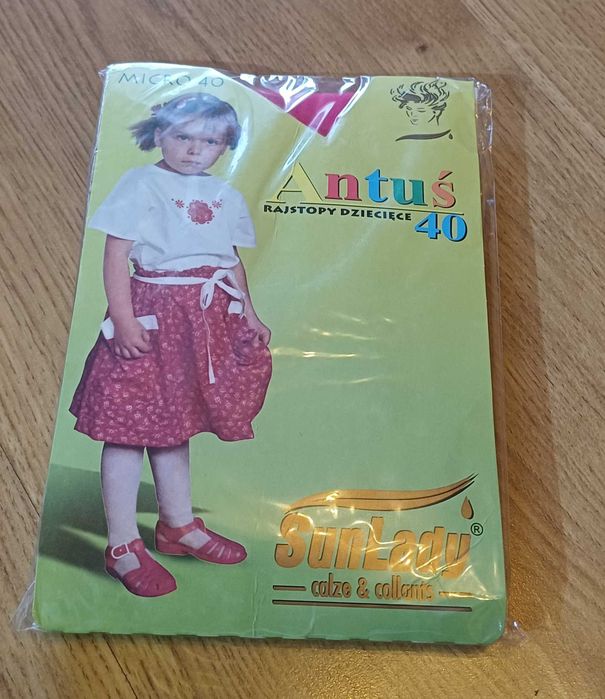 MICRO 40
Antuś
RAJSTOPY DZIECIĘCE
40
SunLady®
calze & collants